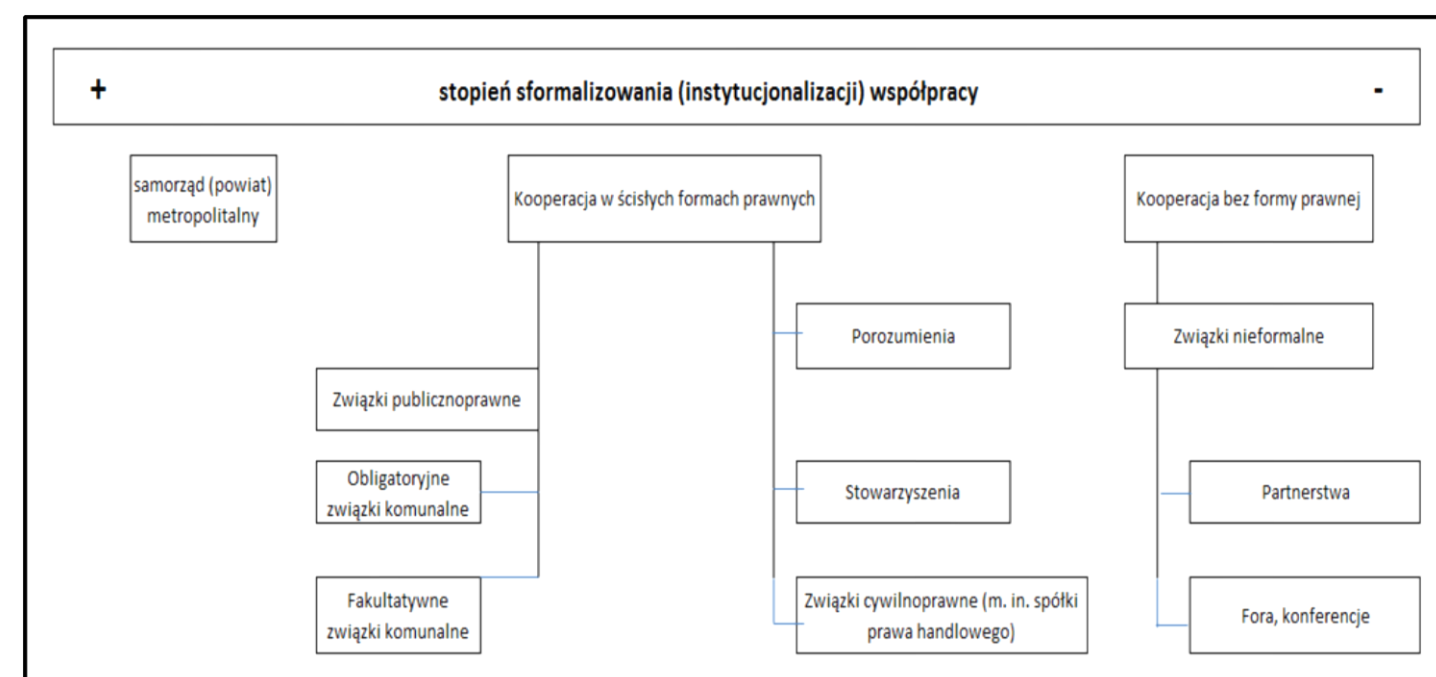 + stopień sformalizowania (instytucjonalizacji) współpracy -
samorząd (powiat)
metropolitalny
Kooperacja w ścisłych formach prawnych
Kooperacja bez formy prawnej
Porozumienia
Związki nieformalne
Związki publicznoprawne
Obligatoryjne
związki komunalne
Stowarzyszenia
Partnerstwa
Fakultatywne
związki komunalne
Związki cywilnoprawne (m. in. spółki
prawa handlowego)
Fora, konferencje